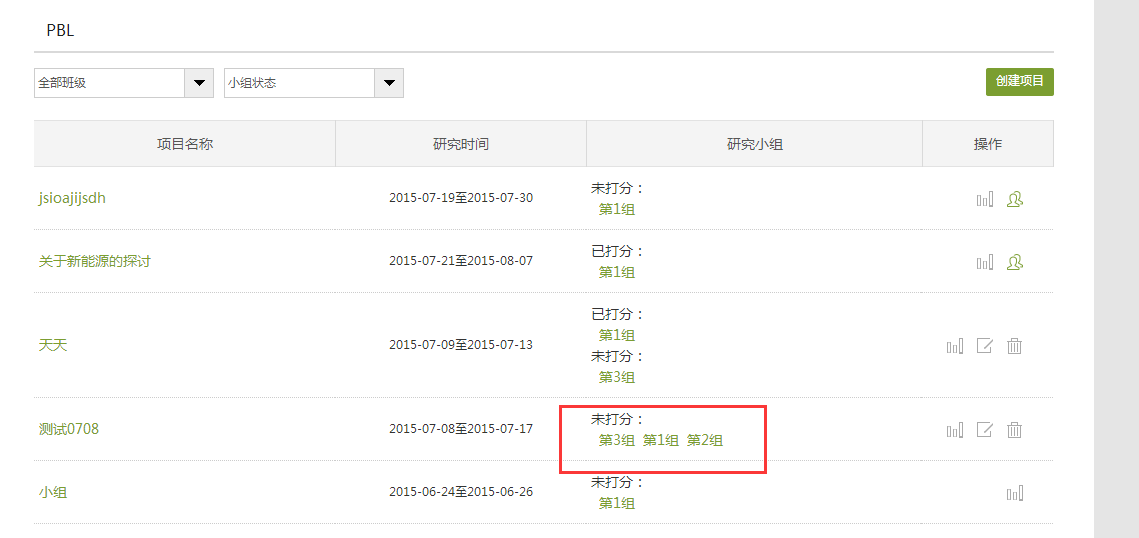 PBL
全部班级 小组状态 创建项目
项目名称 研究时间 研究小组 操作
jsioajijsdh 2015-07-19至2015-07-30 未打分：
第1组
关于新能源的探讨 2015-07-21至2015-08-07 已打分：
第1组
天天 2015-07-09至2015-07-13 已打分：
第1组
未打分：
第3组
测试0708 2015-07-08至2015-07-17 未打分：
第3组 第1组 第2组
小组 2015-06-24至2015-06-26 未打分：
第1组